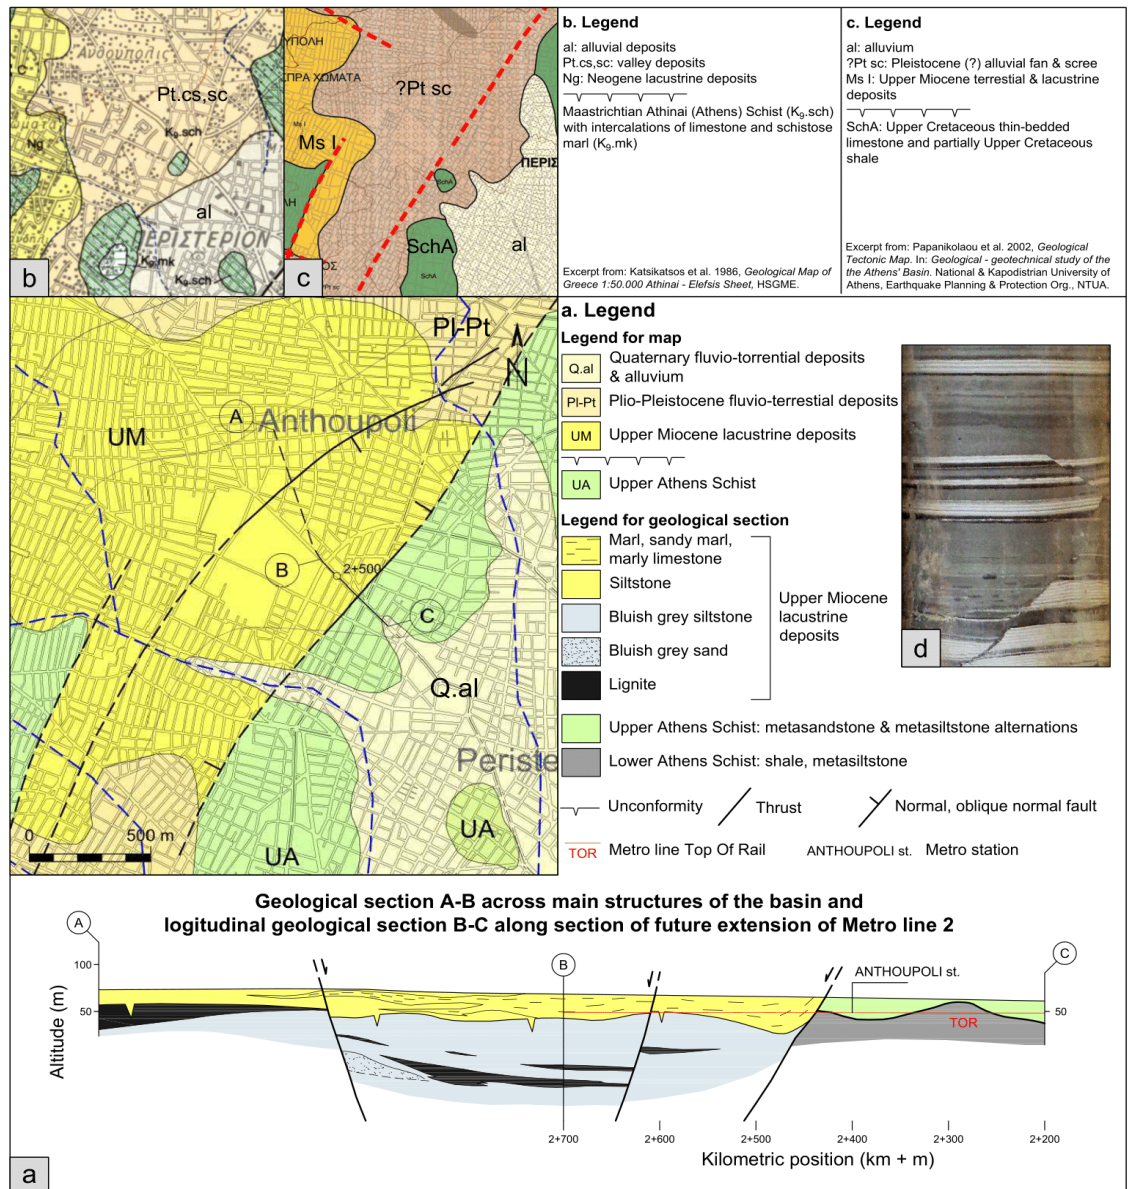 Ανθούπολις
C
Pt.cs,sc
K₉.sch
Ng
al
ΠΕΡΙΣΤΕΡΙΟΝ
K₉.mk
K₉.sch
b
ΥΠΟΛΗ
ΣΠΡΑ ΧΩΜΑΤΑ
?Pt sc
Ms I
Ms I
ΠΕΡΙΣ
ΛΗ
SchA
SchA
SchA
al
ΟΣ
?Pt sc
c
b. Legend
al: alluvial deposits
Pt.cs,sc: valley deposits
Ng: Neogene lacustrine deposits
Maastrichtian Athinai (Athens) Schist (K₉.sch)
with intercalations of limestone and schistose
marl (K₉.mk)
Excerpt from: Katsikatsos et al. 1986, Geological Map of
Greece 1:50.000 Athinai - Elefsis Sheet, HSGME.
c. Legend
al: alluvium
?Pt sc: Pleistocene (?) alluvial fan & scree
Ms I: Upper Miocene terrestial & lacustrine
deposits
SchA: Upper Cretaceous thin-bedded
limestone and partially Upper Cretaceous
shale
Excerpt from: Papanikolaou et al. 2002, Geological
Tectonic Map. In: Geological - geotechnical study of the
the Athens' Basin. National & Kapodistrian University of
Athens, Earthquake Planning & Protection Org., NTUA.
Pl-Pt
N
A
Anthoupoli
UM
B
2+500
C
Q.al
Periste
UA
UA
0
500 m
a. Legend
Legend for map
Q.al
Quaternary fluvio-torrential deposits
& alluvium
Pl-Pt
Plio-Pleistocene fluvio-terrestial deposits
UM
Upper Miocene lacustrine deposits
UA
Upper Athens Schist
Legend for geological section
Marl, sandy marl,
marly limestone
Siltstone
Bluish grey siltstone
Bluish grey sand
Lignite
Upper Miocene
lacustrine
deposits
d
Upper Athens Schist: metasandstone & metasiltstone alternations
Lower Athens Schist: shale, metasiltstone
Unconformity
Thrust
Normal, oblique normal fault
TOR
Metro line Top Of Rail
ANTHOUPOLI st.
Metro station
Geological section A-B across main structures of the basin and
logitudinal geological section B-C along section of future extension of Metro line 2
A
B
C
100
50
Altitude (m)
ANTHOUPOLI st.
50
TOR
2+700
2+600
2+500
2+400
2+300
2+200
Kilometric position (km + m)
a